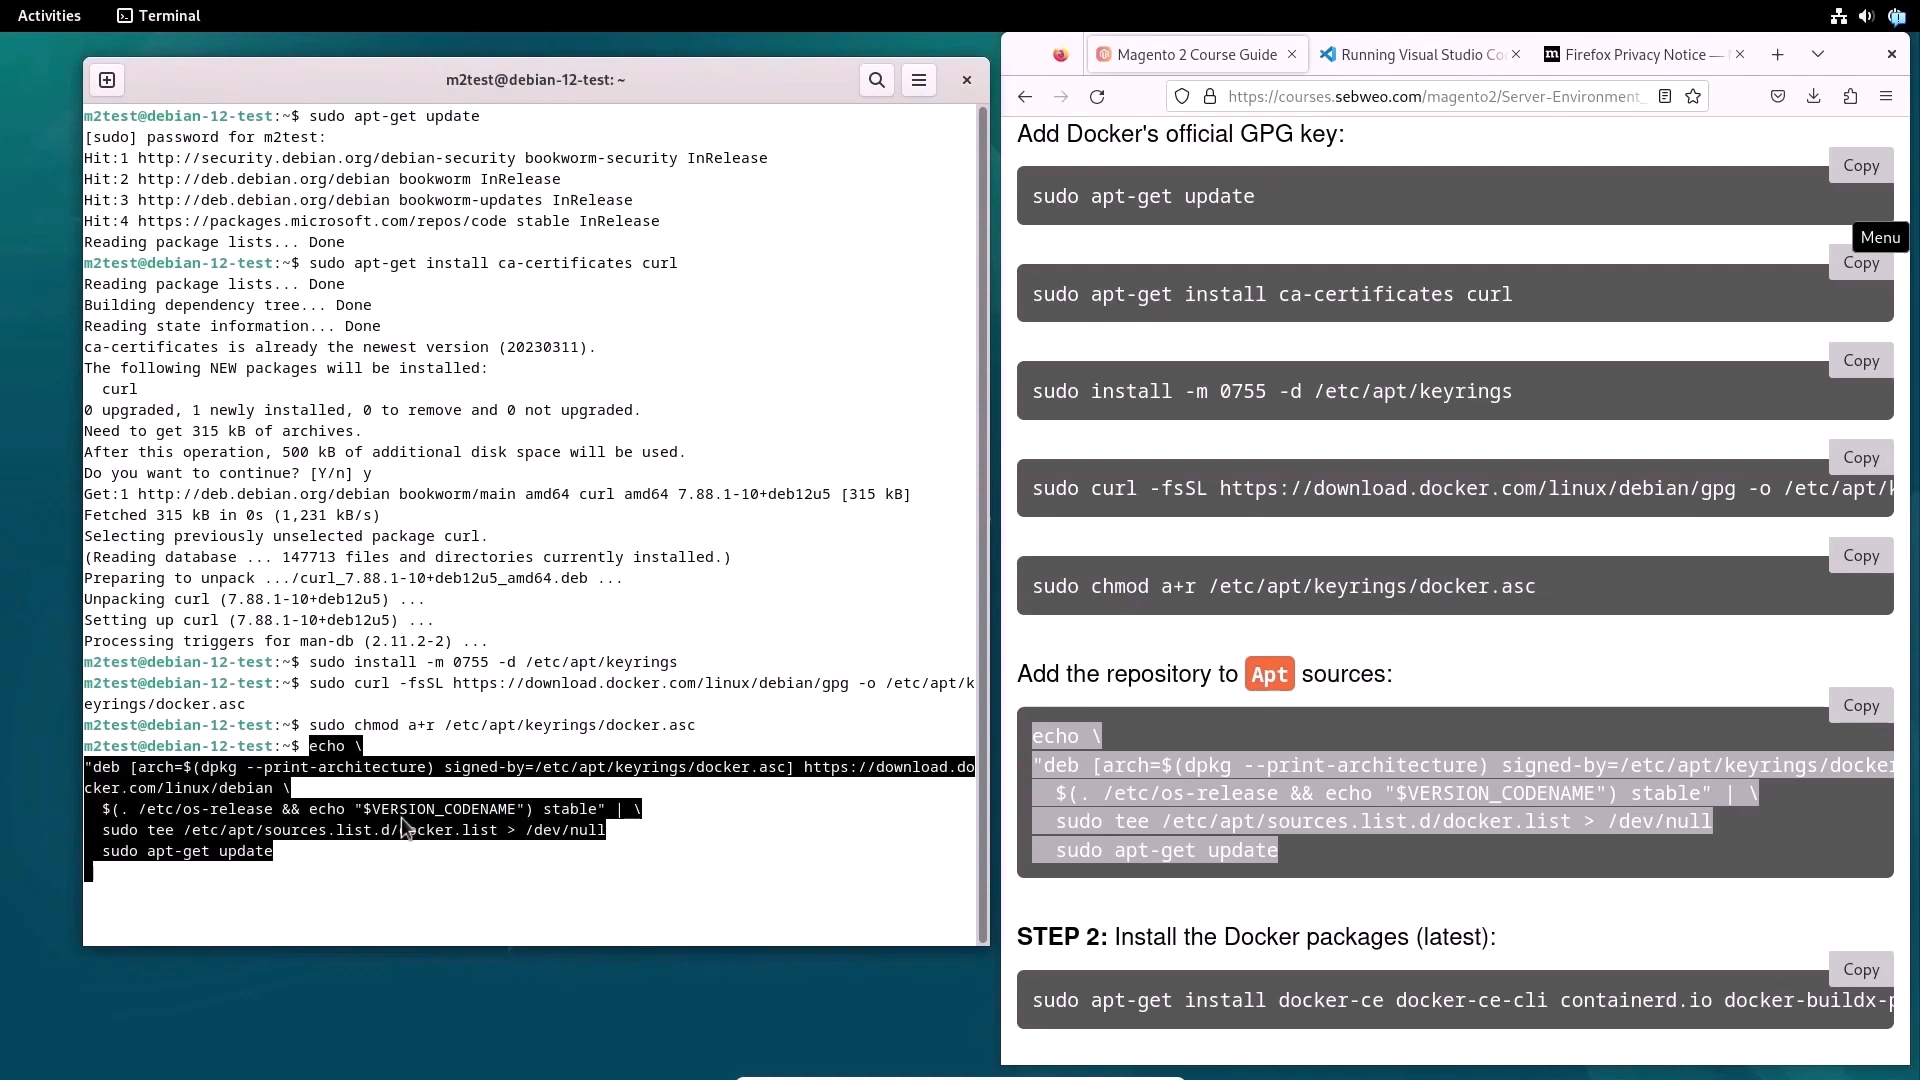 Activities
Terminal
m2test@debian-12-test: ~
m2test@debian-12-test:~$ sudo apt-get update
[sudo] password for m2test:
Hit:1 http://security.debian.org/debian-security bookworm-security InRelease
Hit:2 http://deb.debian.org/debian bookworm InRelease
Hit:3 http://deb.debian.org/debian bookworm-updates InRelease
Hit:4 https://packages.microsoft.com/repos/code stable InRelease
Reading package lists... Done
m2test@debian-12-test:~$ sudo apt-get install ca-certificates curl
Reading package lists... Done
Building dependency tree... Done
Reading state information... Done
ca-certificates is already the newest version (20230311).
The following NEW packages will be installed:
  curl
0 upgraded, 1 newly installed, 0 to remove and 0 not upgraded.
Need to get 315 kB of archives.
After this operation, 500 kB of additional disk space will be used.
Do you want to continue? [Y/n] y
Get:1 http://deb.debian.org/debian bookworm/main amd64 curl amd64 7.88.1-10+deb12u5 [315 kB]
Fetched 315 kB in 0s (1,231 kB/s)
Selecting previously unselected package curl.
(Reading database ... 147713 files and directories currently installed.)
Preparing to unpack .../curl_7.88.1-10+deb12u5_amd64.deb ...
Unpacking curl (7.88.1-10+deb12u5) ...
Setting up curl (7.88.1-10+deb12u5) ...
Processing triggers for man-db (2.11.2-2) ...
m2test@debian-12-test:~$ sudo install -m 0755 -d /etc/apt/keyrings
m2test@debian-12-test:~$ sudo curl -fsSL https://download.docker.com/linux/debian/gpg -o /etc/apt/k
eyrings/docker.asc
m2test@debian-12-test:~$ sudo chmod a+r /etc/apt/keyrings/docker.asc
m2test@debian-12-test:~$ echo \
"deb [arch=$(dpkg --print-architecture) signed-by=/etc/apt/keyrings/docker.asc] https://download.do
cker.com/linux/debian \
  $(. /etc/os-release && echo "$VERSION_CODENAME") stable" | \
  sudo tee /etc/apt/sources.list.d/docker.list > /dev/null
  sudo apt-get update
Magento 2 Course Guide
Running Visual Studio Co
Firefox Privacy Notice —
https://courses.sebweo.com/magento2/Server-Environment_
Add Docker's official GPG key:
Copy
sudo apt-get update
Menu
Copy
sudo apt-get install ca-certificates curl
Copy
sudo install -m 0755 -d /etc/apt/keyrings
Copy
sudo curl -fsSL https://download.docker.com/linux/debian/gpg -o /etc/apt/k
Copy
sudo chmod a+r /etc/apt/keyrings/docker.asc
Add the repository to Apt sources:
Copy
echo \
"deb [arch=$(dpkg --print-architecture) signed-by=/etc/apt/keyrings/docker
  $(. /etc/os-release && echo "$VERSION_CODENAME") stable" | \
  sudo tee /etc/apt/sources.list.d/docker.list > /dev/null
  sudo apt-get update
STEP 2: Install the Docker packages (latest):
Copy
sudo apt-get install docker-ce docker-ce-cli containerd.io docker-buildx-p